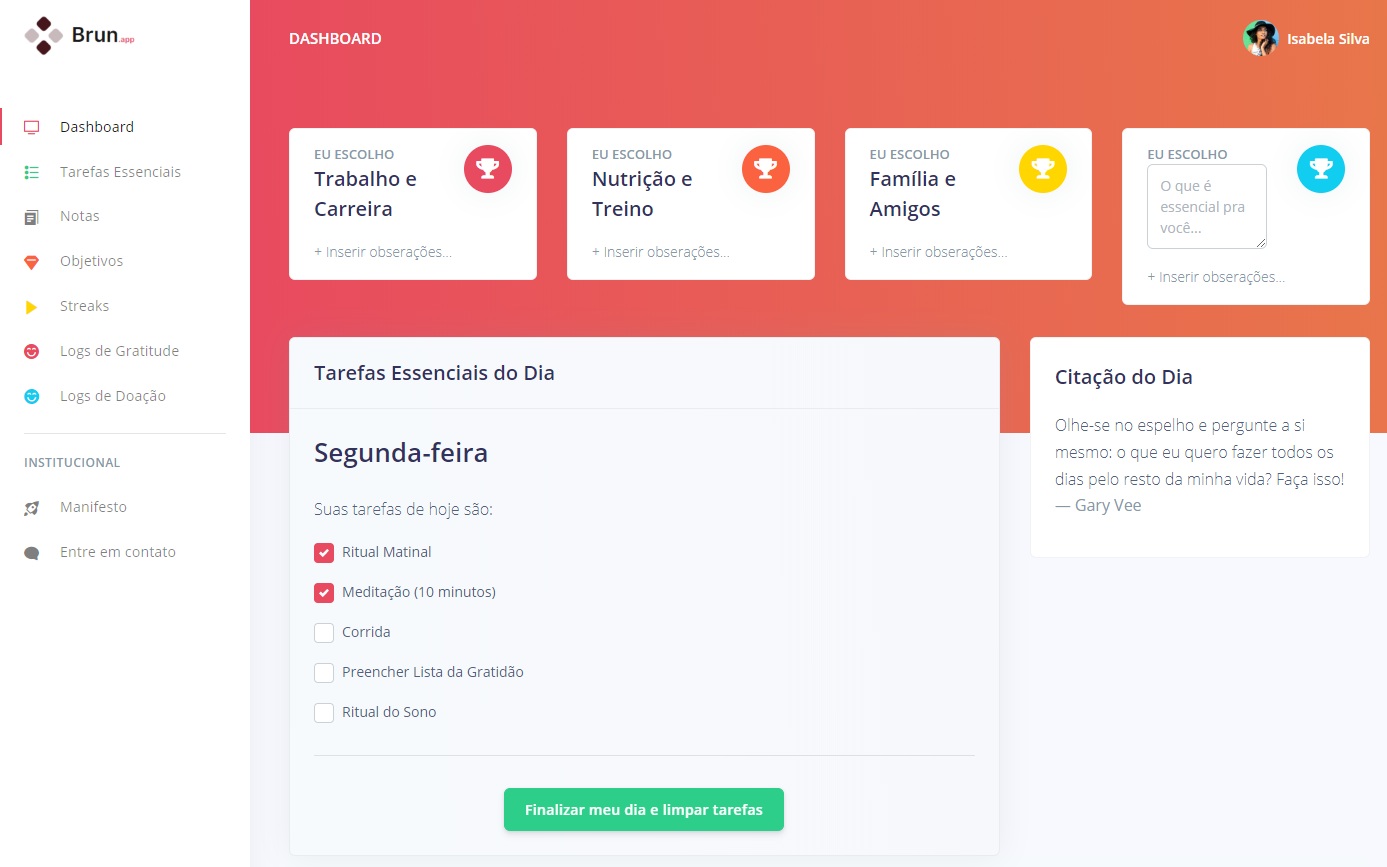 Brun.app
Dashboard
Tarefas Essenciais
Notas
Objetivos
Streaks
Logs de Gratitude
Logs de Doação
INSTITUCIONAL
Manifesto
Entre em contato
DASHBOARD
Isabela Silva
EU ESCOLHO
Trabalho e
Carreira
+ Inserir obserações...
EU ESCOLHO
Nutrição e
Treino
+ Inserir obserações...
EU ESCOLHO
Família e
Amigos
+ Inserir obserações...
EU ESCOLHO
O que é
essencial pra
você...
+ Inserir obserações...
Tarefas Essenciais do Dia
Segunda-feira
Suas tarefas de hoje são:
Ritual Matinal
Meditação (10 minutos)
Corrida
Preencher Lista da Gratidão
Ritual do Sono
Finalizar meu dia e limpar tarefas
Citação do Dia
Olhe-se no espelho e pergunte a si
mesmo: o que eu quero fazer todos os
dias pelo resto da minha vida? Faça isso!
— Gary Vee